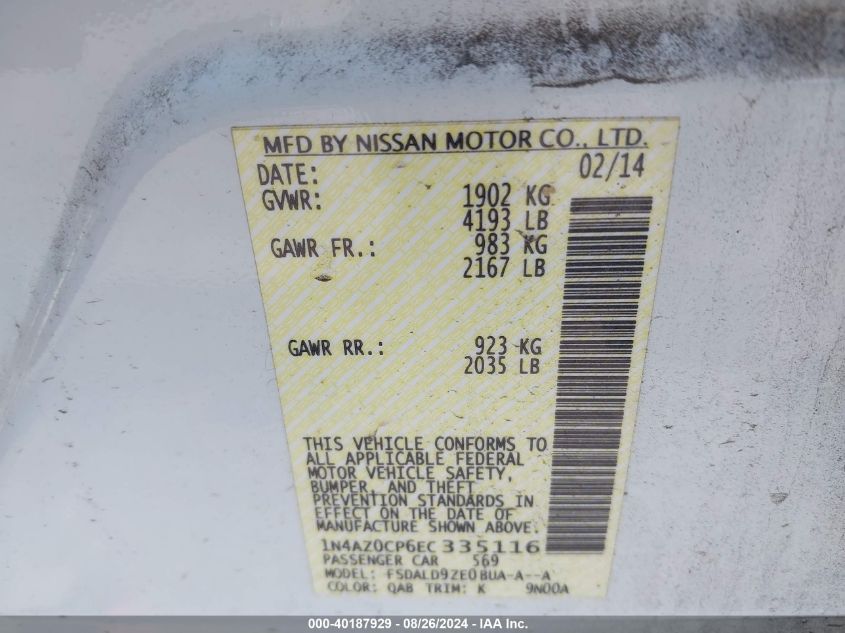 MFD BY NISSAN MOTOR CO., LTD.
DATE: 02/14
GVWR: 1902 KG
4193 LB
GAWR FR.: 983 KG
2167 LB
GAWR RR.: 923 KG
2035 LB
THIS VEHICLE CONFORMS TO
ALL APPLICABLE FEDERAL
MOTOR VEHICLE SAFETY,
BUMPER, AND THEFT
PREVENTION STANDARDS IN
EFFECT ON THE DATE OF
MANUFACTURE SHOWN ABOVE.
1N4AZ0CP6EC335116
PASSENGER CAR 569
MODEL: FSDALD9ZE0BUA-A--A
COLOR: QAB TRIM: K 9N00A
000-40187929 - 08/26/2024 - IAAI Inc.